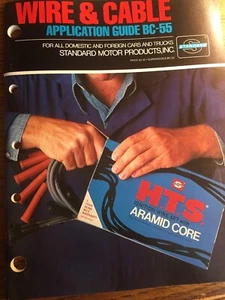 WIRE & CABLE
APPLICATION GUIDE BC-55
FOR ALL DOMESTIC AND FOREIGN CARS AND TRUCKS
STANDARD MOTOR PRODUCTS, INC.
STANDARD
HTS
ARAMID CORE